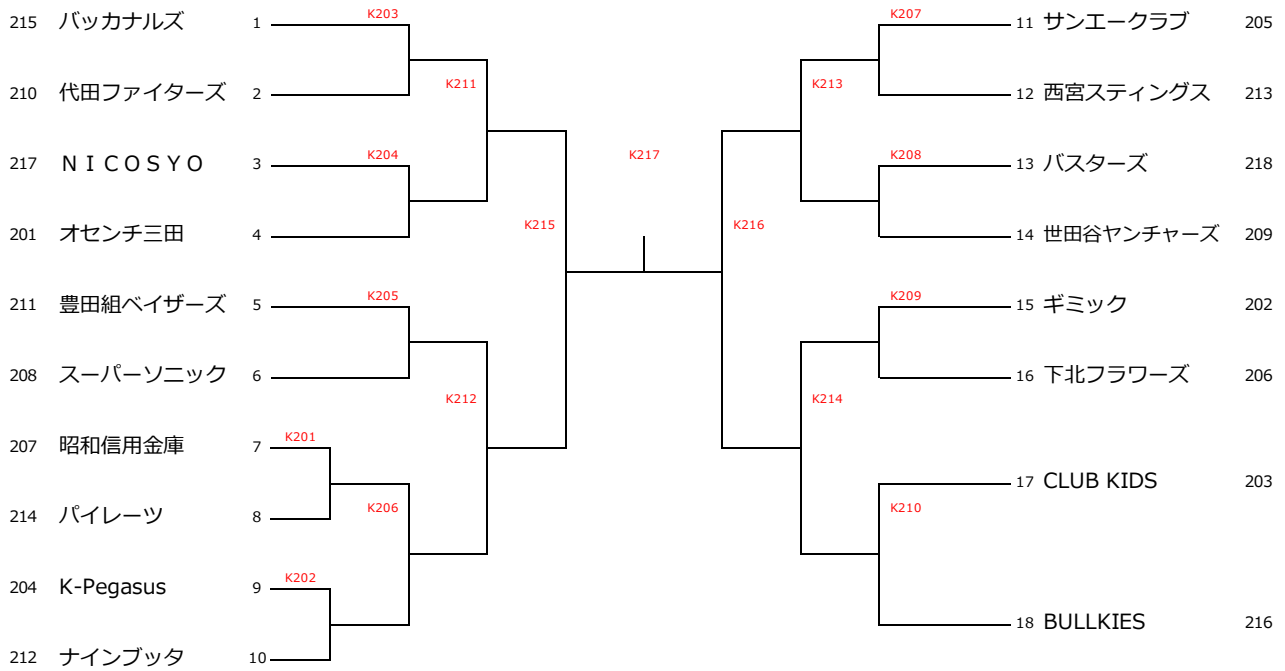 215 バッカナルズ 1 K203 K207 11 サンエークラブ 205
K211 K213
210 代田ファイターズ 2 12 西宮スティングス 213
217 ＮＩＣＯＳＹＯ 3 K204 K217 K208 13 バスターズ 218
K215 K216
201 オセンチ三田 4 14 世田谷ヤンチャーズ 209
211 豊田組ベイザーズ 5 K205 K209 15 ギミック 202
208 スーパーソニック 6 16 下北フラワーズ 206
K212 K214
207 昭和信用金庫 7 K201
17 CLUB KIDS 203
214 パイレーツ 8 K206 K210
204 K-Pegasus 9 K202
18 BULLKIES 216
212 ナインブッタ 10